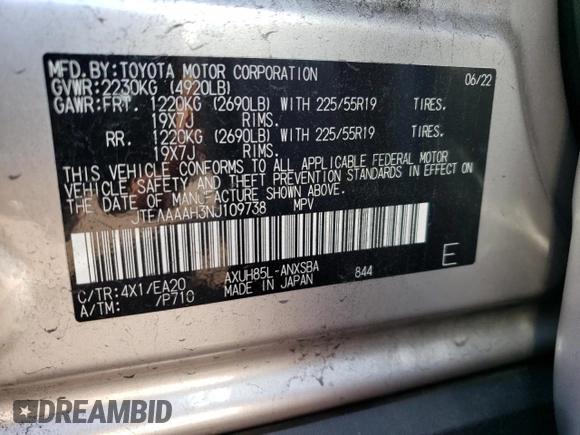 MFD.BY:TOYOTA MOTOR CORPORATION 06/22
GVWR:2230KG (4920LB)
GAWR:FRT. 1220KG (2690LB) WITH 225/55R19 TIRES.
19X7J RIMS.
RR. 1220KG (2690LB) WITH 225/55R19 TIRES.
19X7J RIMS.
THIS VEHICLE CONFORMS TO ALL APPLICABLE FEDERAL MOTOR
VEHICLE SAFETY AND THEFT PREVENTION STANDARDS IN EFFECT ON
THE DATE OF MANUFACTURE SHOWN ABOVE.
JTEAAAAH3NJ109738 MPV
C/TR:4X1/EA20 AXUH85L-ANXSBA 844 E
A/TM: /P710 MADE IN JAPAN
DREAMBID